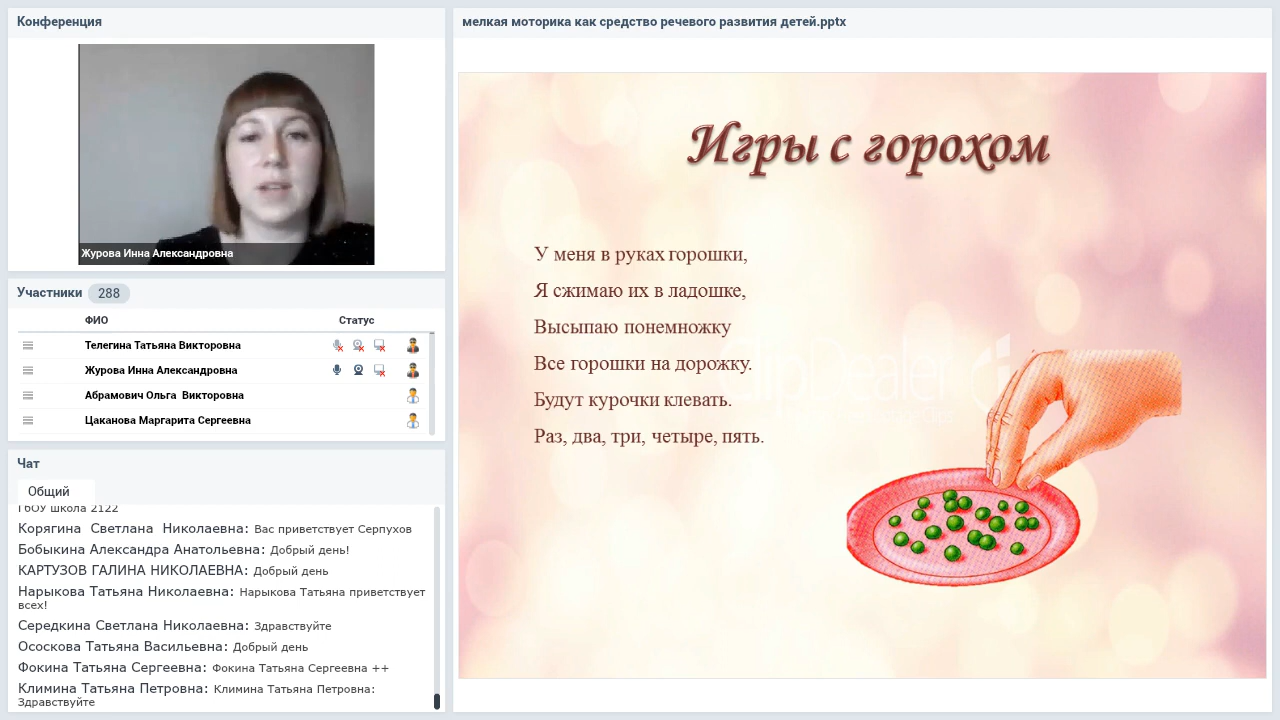 Конференция
Журова Инна Александровна
Участники 288
ФИО Статус
Телегина Татьяна Викторовна
Журова Инна Александровна
Абрамович Ольга Викторовна
Цаканова Маргарита Сергеевна
Чат
Общий
ГБОУ школа 2122
Корягина Светлана Николаевна: Вас приветствует Серпухов
Бобыкина Александра Анатольевна: Добрый день!
КАРТУЗОВ ГАЛИНА НИКОЛАЕВНА: Добрый день
Нарыкова Татьяна Николаевна: Нарыкова Татьяна приветствует
всех!
Середкина Светлана Николаевна: Здравствуйте
Ососкова Татьяна Васильевна: Добрый день
Фокина Татьяна Сергеевна: Фокина Татьяна Сергеевна ++
Климина Татьяна Петровна: Климина Татьяна Петровна:
Здравствуйте
мелкая моторика как средство речевого развития детей.pptx
Игры с горохом
У меня в руках горошки,
Я сжимаю их в ладошке,
Высыпаю понемножку
Все горошки на дорожку.
Будут курочки клевать.
Раз, два, три, четыре, пять.
ClipDealer